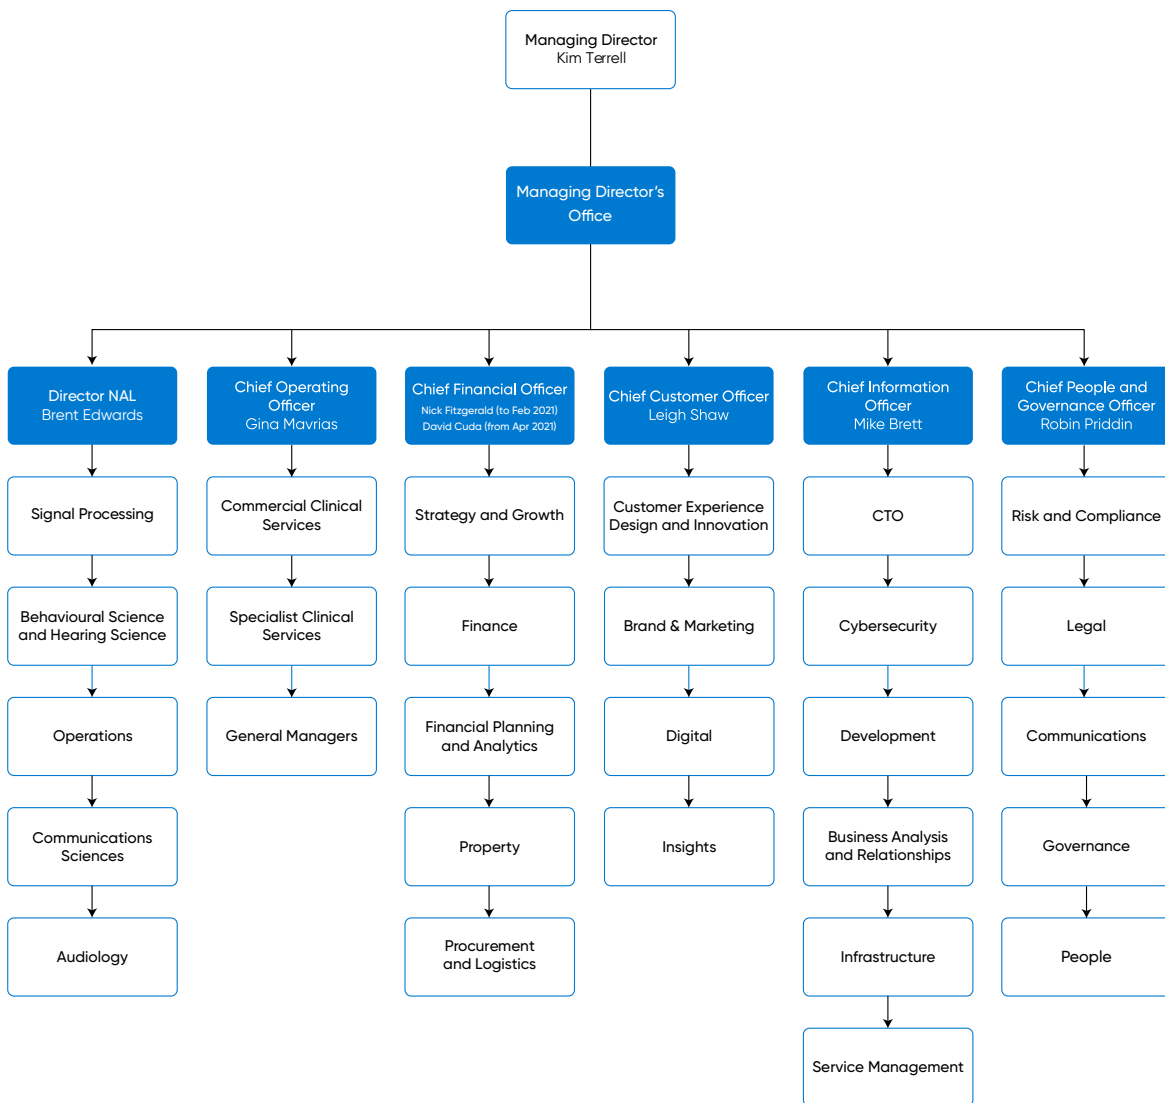 Managing Director
Kim Terrell
Managing Director's
Office
Director NAL
Brent Edwards
Chief Operating
Officer
Gina Mavrias
Chief Financial Officer
Nick Fitzgerald (to Feb 2021)
David Cuda (from Apr 2021)
Chief Customer Officer
Leigh Shaw
Chief Information
Officer
Mike Brett
Chief People and
Governance Officer
Robin Priddin
Signal Processing
Commercial Clinical
Services
Strategy and Growth
Customer Experience
Design and Innovation
CTO
Risk and Compliance
Behavioural Science
and Hearing Science
Specialist Clinical
Services
Finance
Brand & Marketing
Cybersecurity
Legal
Operations
General Managers
Financial Planning
and Analytics
Digital
Development
Communications
Communications
Sciences
Property
Insights
Business Analysis
and Relationships
Governance
Audiology
Procurement
and Logistics
Infrastructure
People
Service Management